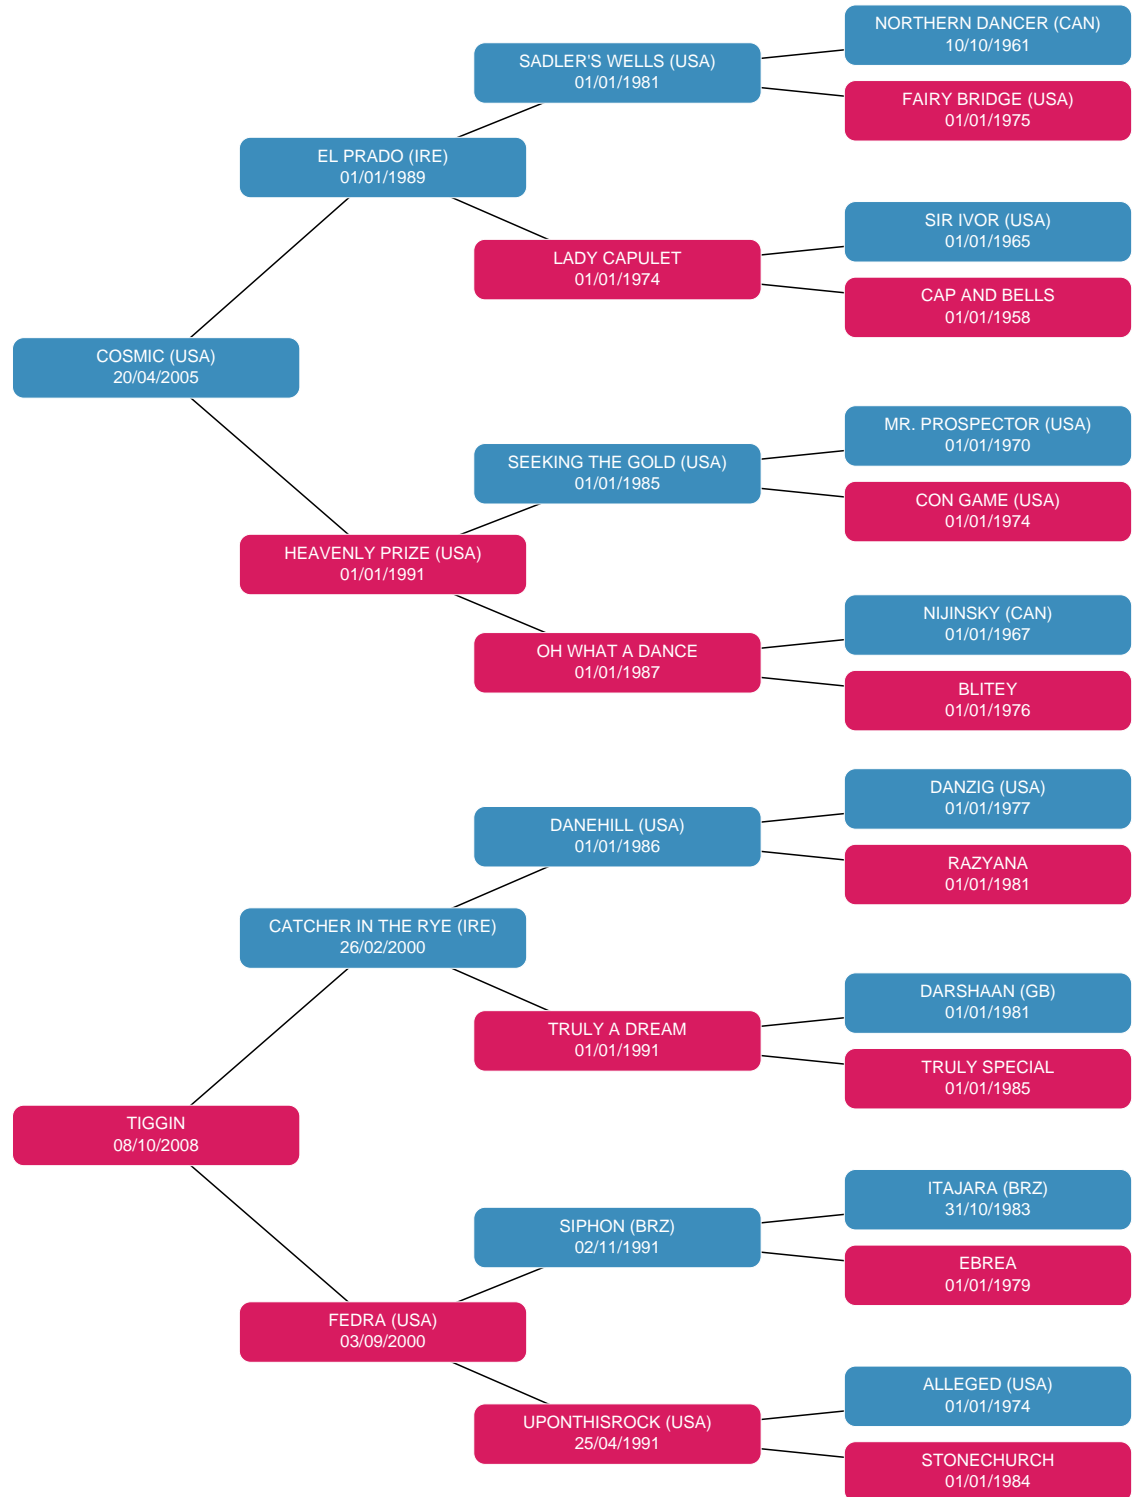 NORTHERN DANCER (CAN)
10/10/1961
SADLER'S WELLS (USA)
01/01/1981
FAIRY BRIDGE (USA)
01/01/1975
EL PRADO (IRE)
01/01/1989
SIR IVOR (USA)
01/01/1965
LADY CAPULET
01/01/1974
CAP AND BELLS
01/01/1958
COSMIC (USA)
20/04/2005
MR. PROSPECTOR (USA)
01/01/1970
SEEKING THE GOLD (USA)
01/01/1985
CON GAME (USA)
01/01/1974
HEAVENLY PRIZE (USA)
01/01/1991
NIJINSKY (CAN)
01/01/1967
OH WHAT A DANCE
01/01/1987
BLITEY
01/01/1976
DANZIG (USA)
01/01/1977
DANEHILL (USA)
01/01/1986
RAZYANA
01/01/1981
CATCHER IN THE RYE (IRE)
26/02/2000
DARSHAAN (GB)
01/01/1981
TRULY A DREAM
01/01/1991
TRULY SPECIAL
01/01/1985
TIGGIN
08/10/2008
ITAJARA (BRZ)
31/10/1983
SIPHON (BRZ)
02/11/1991
EBREA
01/01/1979
FEDRA (USA)
03/09/2000
ALLEGED (USA)
01/01/1974
UPONTHISROCK (USA)
25/04/1991
STONECHURCH
01/01/1984